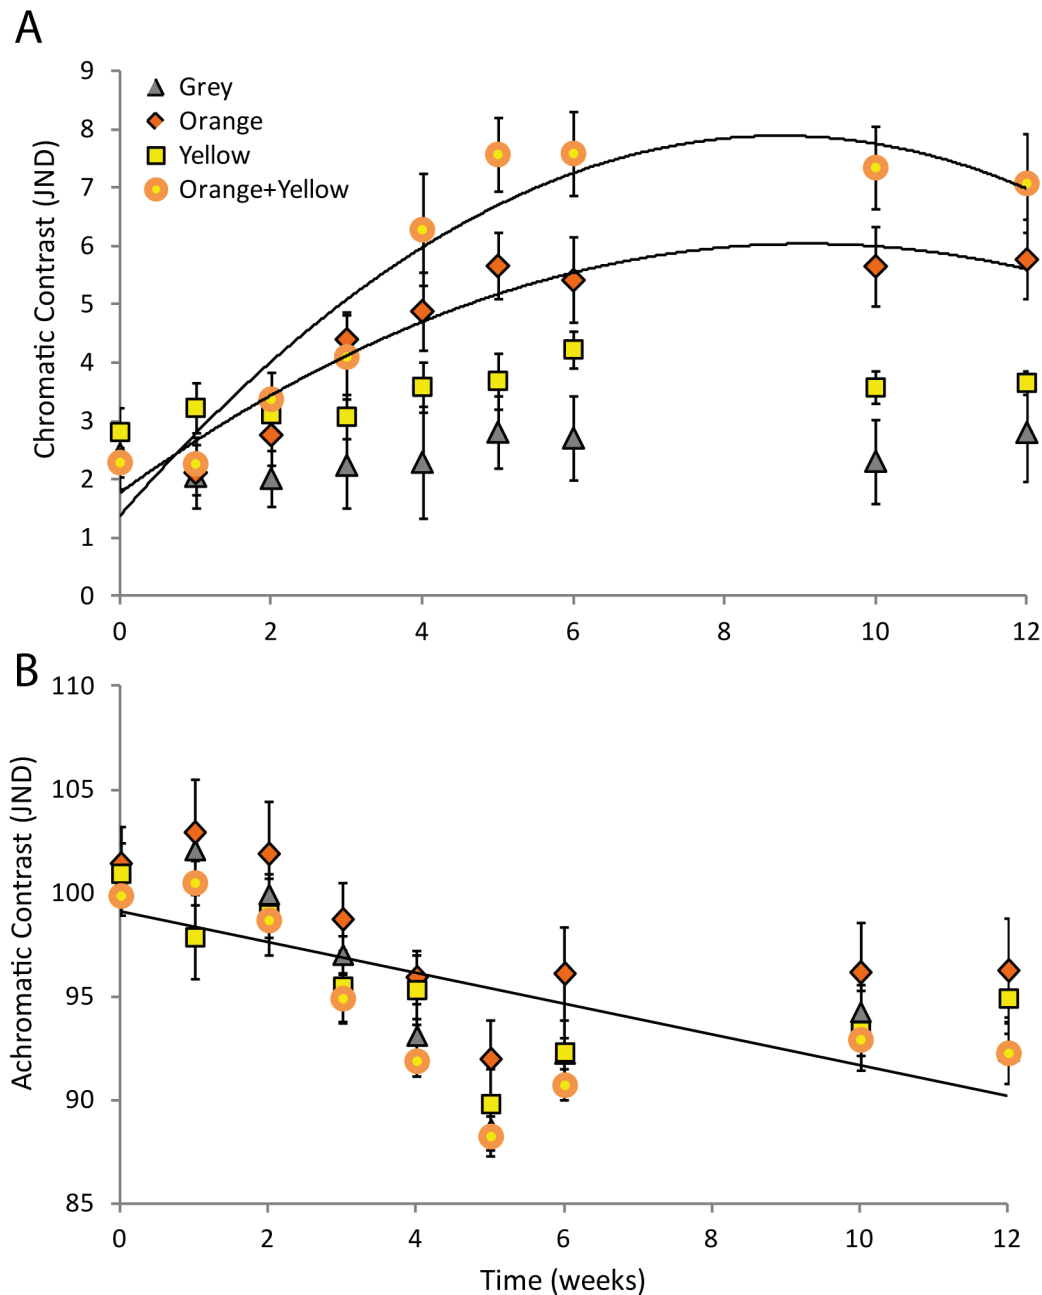 A
9
8
7
6
5
4
3
2
1
0
Chromatic Contrast (JND)
Grey
Orange
Yellow
Orange+Yellow
0 2 4 6 8 10 12
B
110
105
100
95
90
85
Achromatic Contrast (JND)
0 2 4 6 8 10 12
Time (weeks)